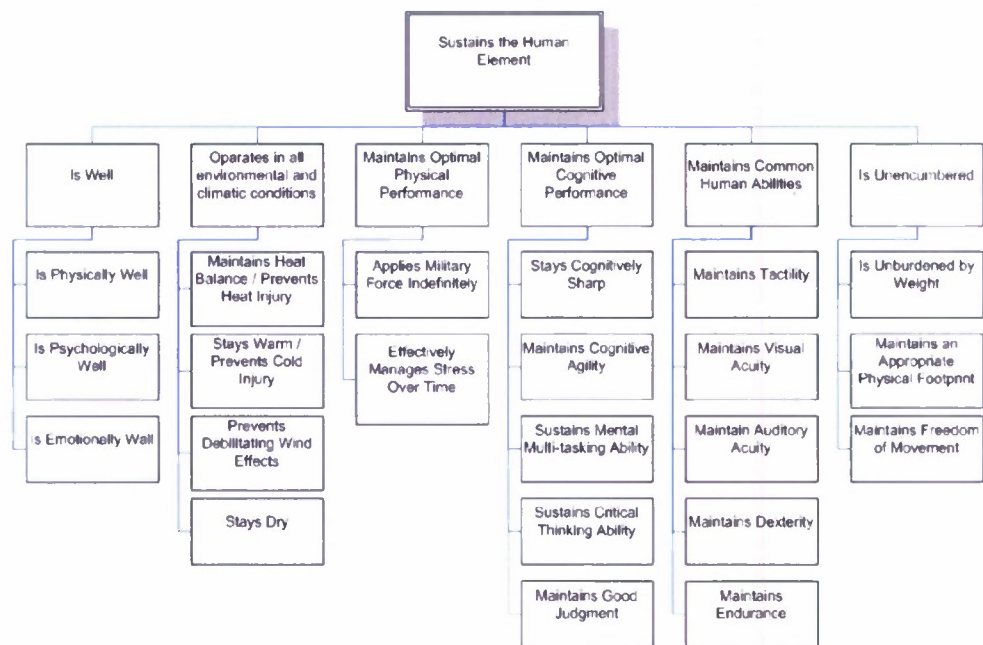 Sustains the Human
Element
Is Well
Oparates in all
environmental and
climatic conditions
Maintains Optimal
Physical
Performance
Maintains Optimal
Cognitive
Performance
Maintains Common
Human Abilities
Is Unencumbered
Is Physically Well
Is Psychologically
Well
Is Emotionally Wall
Maintains Heat
Balance / Prevents
Heat Injury
Stays Warm /
Prevents Cold
Injury
Prevents
Debilitating Wind
Effects
Stays Dry
Applies Military
Force Indefinitely
Effectively
Manages Stress
Over Time
Stays Cognitively
Sharp
Maintains Cognitive
Agility
Sustains Mental
Multi-tasking Ability
Sustains Critical
Thinking Ability
Maintains Good
Judgment
Maintains Tactility
Maintains Visual
Acuity
Maintain Auditory
Acuity
Maintains Dexterity
Maintains
Endurance
Is Unburdened by
Weight
Maintains an
Appropriate
Physical Footprint
Maintains Freedom
of Movement